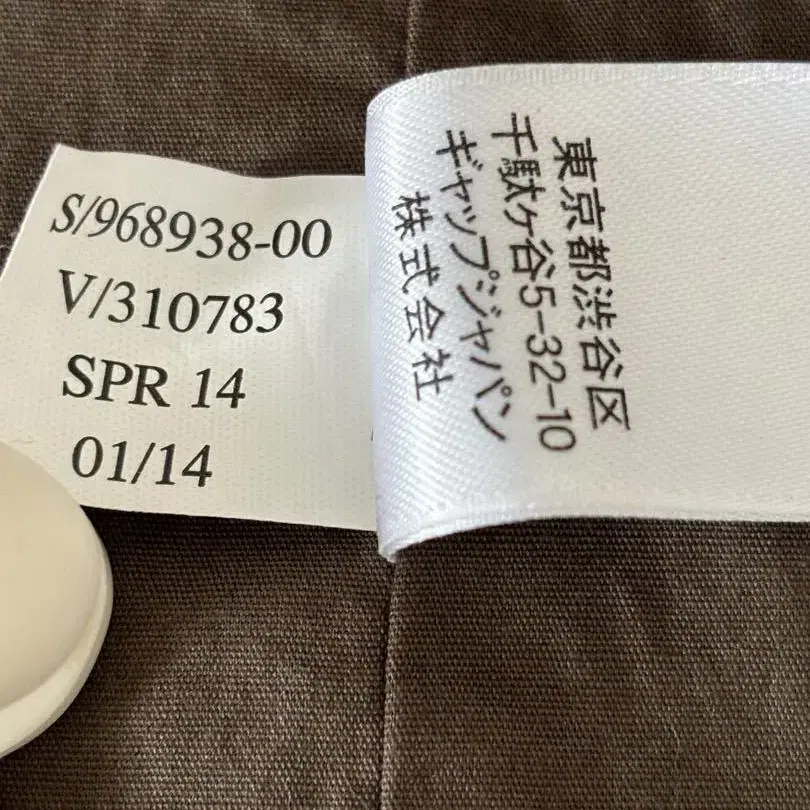 S/968938-00
V/310783
SPR 14
01/14
東京都渋谷区
千駄ケ谷5-32-10
ギャップジャパン
株式会社